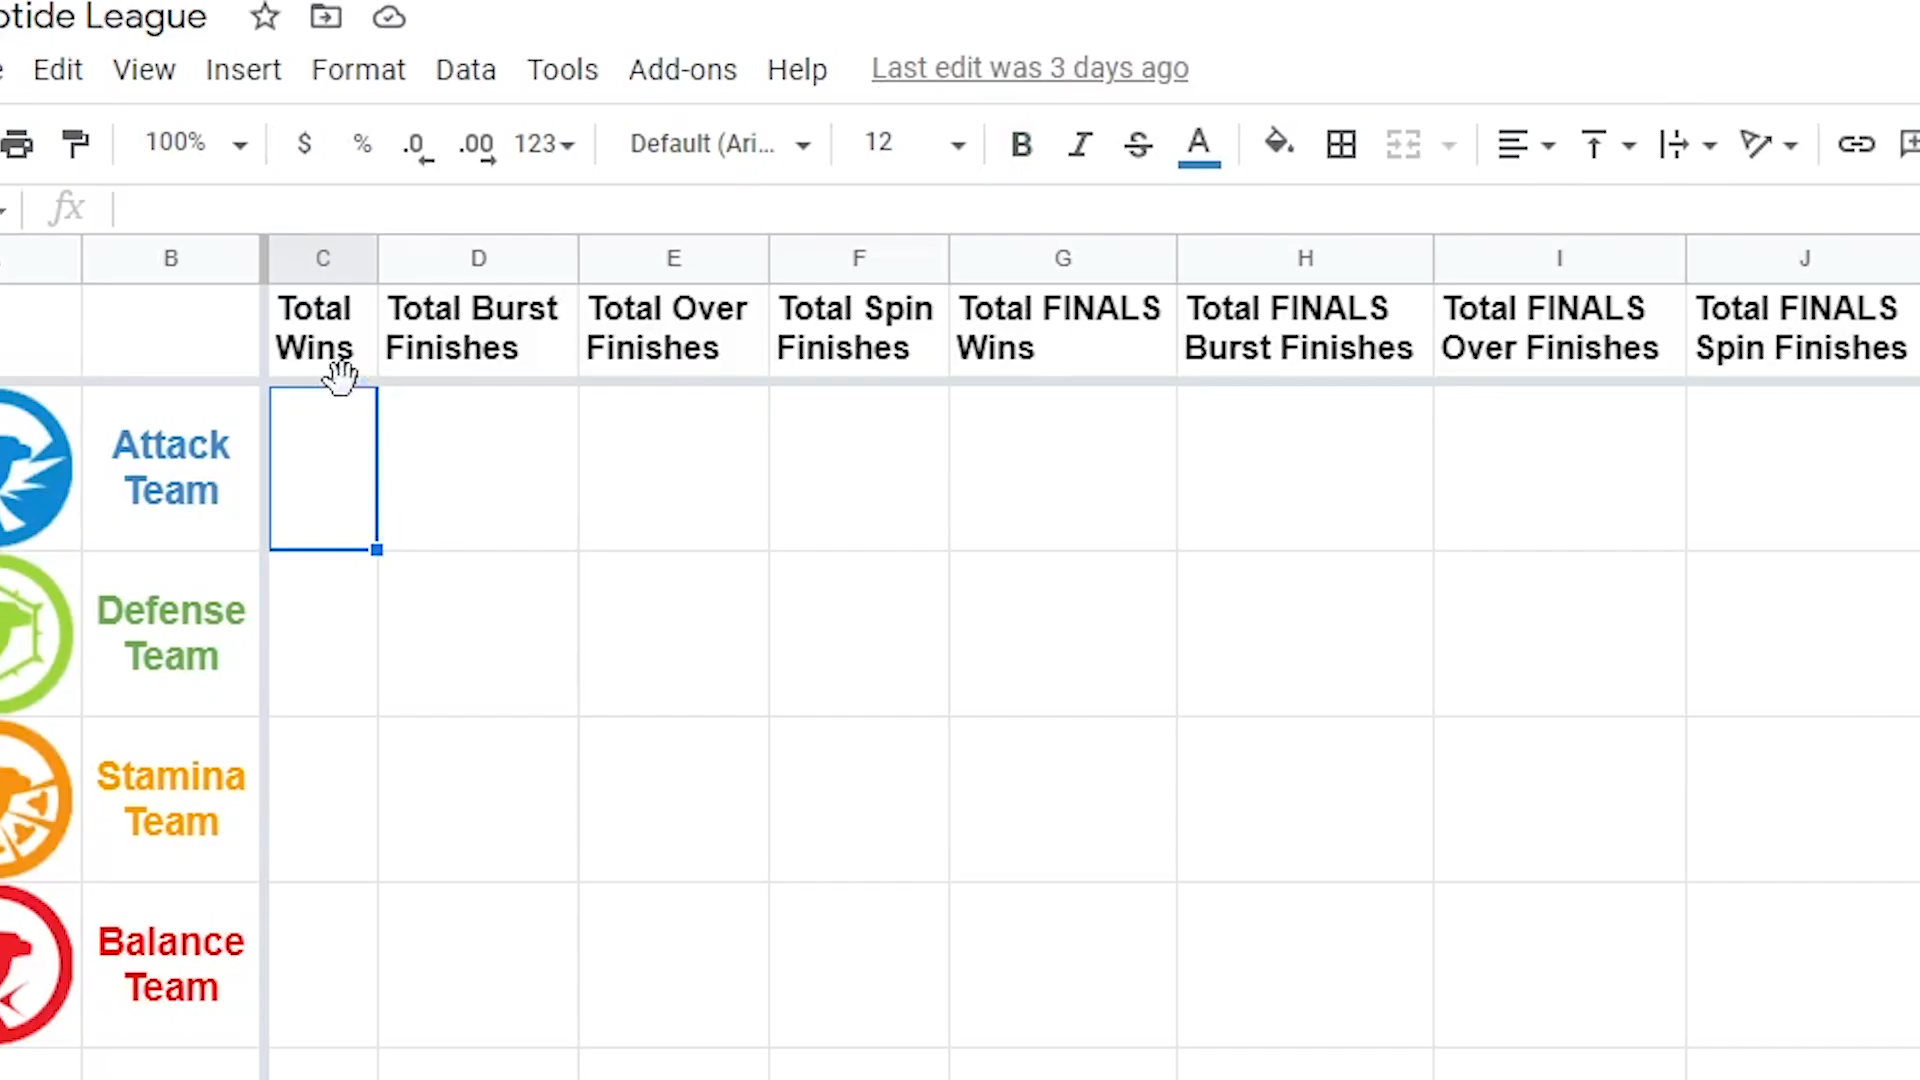 ptide League
Edit View Insert Format Data Tools Add-ons Help Last edit was 3 days ago
100% $ % .0 .00 123 Default (Ari... 12 B I S A
fx
B C D E F G H I J
Total Wins Total Burst Finishes Total Over Finishes Total Spin Finishes Total FINALS Wins Total FINALS Burst Finishes Total FINALS Over Finishes Total FINALS Spin Finishes
Attack
Team
Defense
Team
Stamina
Team
Balance
Team